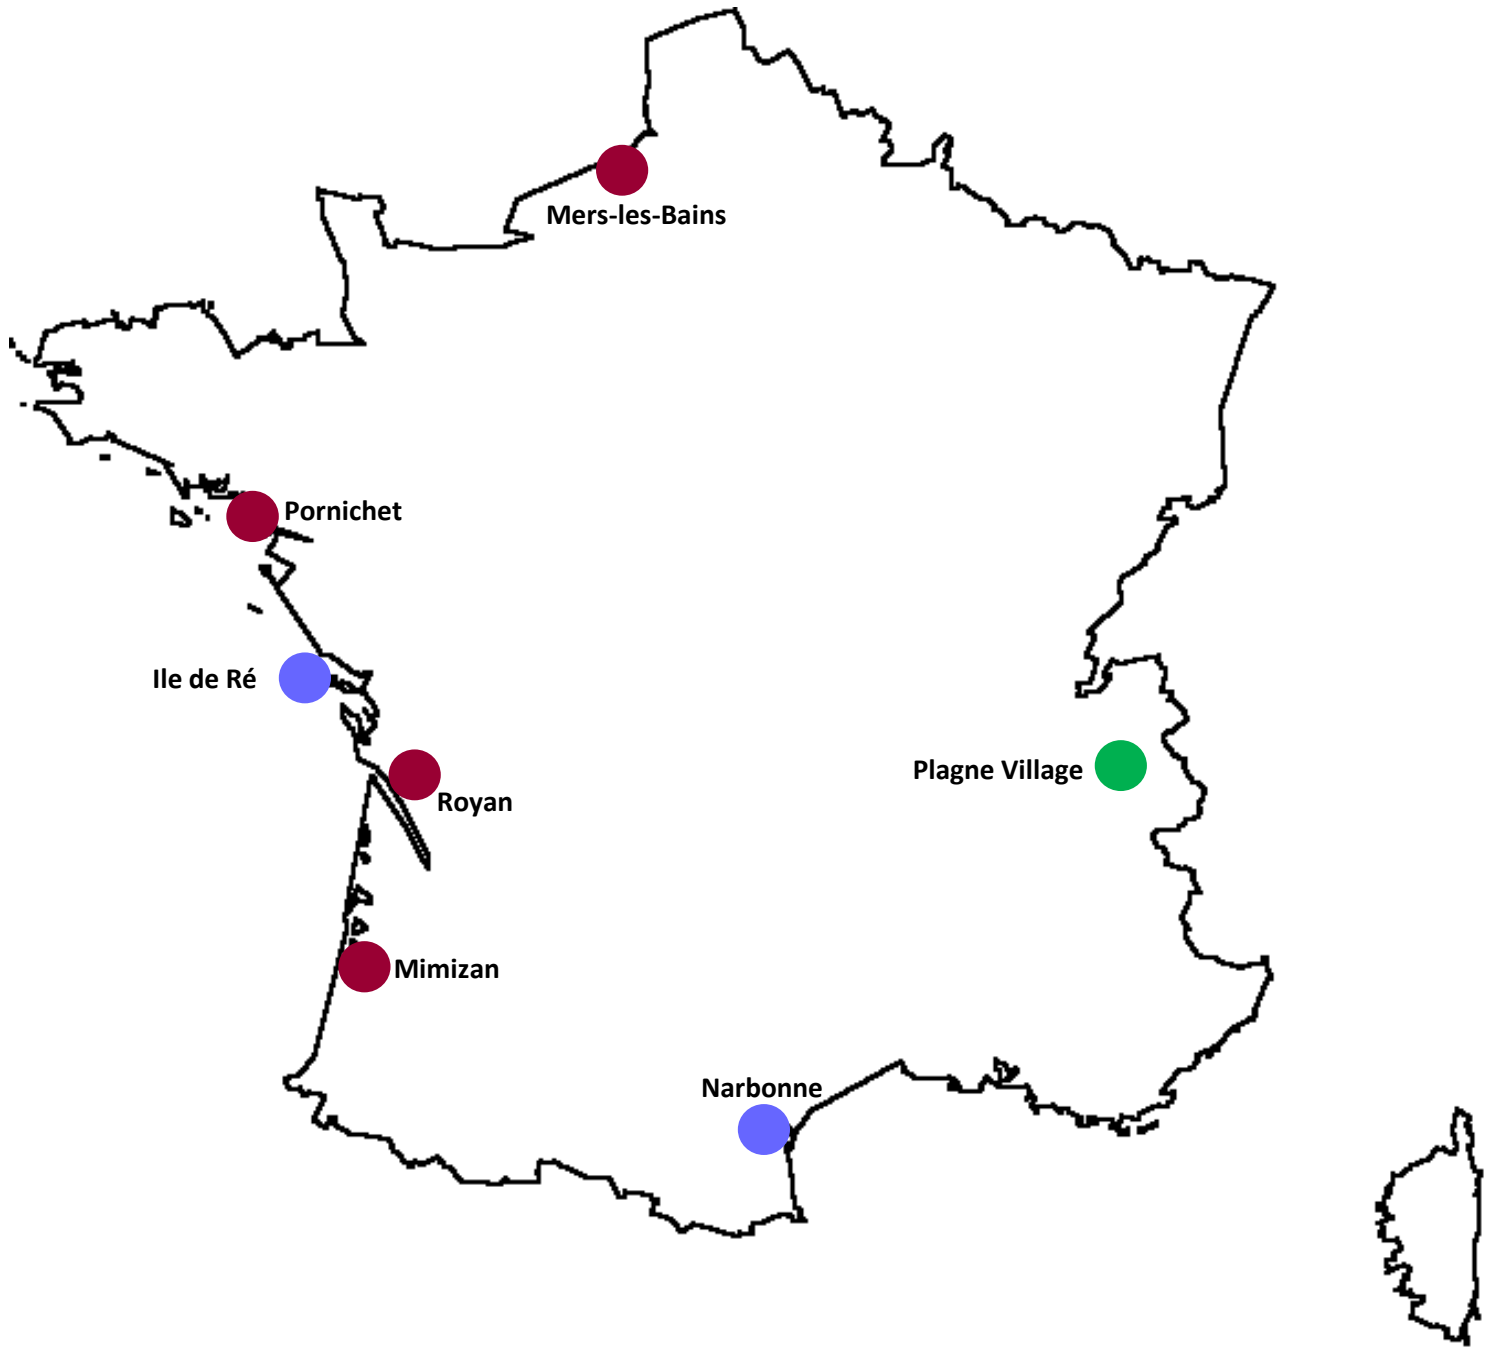 Mers-les-Bains
Pornichet
Ile de Ré
Plagne Village
Royan
Mimizan
Narbonne